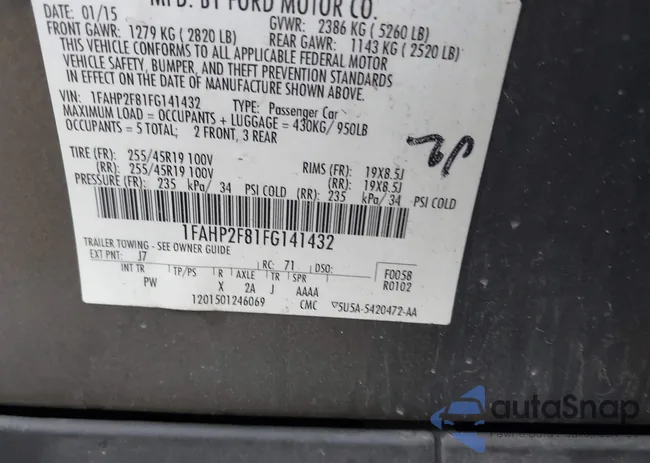 MFD. BY FORD MOTOR CO.
DATE: 01/15 GVWR: 2386 KG ( 5260 LB)
FRONT GAWR: 1279 KG ( 2820 LB) REAR GAWR: 1143 KG ( 2520 LB)
THIS VEHICLE CONFORMS TO ALL APPLICABLE FEDERAL MOTOR
VEHICLE SAFETY, BUMPER, AND THEFT PREVENTION STANDARDS
IN EFFECT ON THE DATE OF MANUFACTURE SHOWN ABOVE.
VIN: 1FAHP2F81FG141432 TYPE: Passenger Car
MAXIMUM LOAD = OCCUPANTS + LUGGAGE = 430KG/950LB
OCCUPANTS = 5 TOTAL; 2 FRONT, 3 REAR
TIRE (FR): 255/45R19 100V RIMS (FR): 19X8.5J
(RR): 255/45R19 100V (RR): 19X8.5J
PRESSURE (FR): 235 kPa/ 34 PSI COLD (RR): 235 kPa/34 PSI COLD
1FAHP2F81FG141432
TRAILER TOWING - SEE OWNER GUIDE
EXT PNT: J7 RC: 71 DSO: F0058
INT TR TP/PS R AXLE TR SPR R0102
PW X 2A J AAAA
1201501246069 CMC 5U5A-5420472-AA
autoSnap